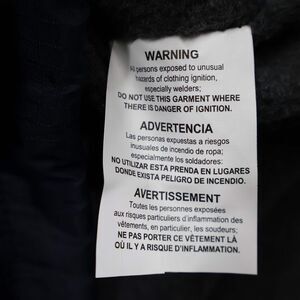 WARNING
All persons exposed to unusual
hazards of clothing ignition,
especially welders;
DO NOT USE THIS GARMENT WHERE
THERE IS DANGER OF IGNITION.
ADVERTENCIA
Las personas expuestas a riesgos
inusuales de incendio de ropa;
especialmente los soldadores:
NO UTILIZAR ESTA PRENDA EN LUGARES
DONDE EXISTA PELIGRO DE INCENDIO.
AVERTISSEMENT
Toutes les personnes exposées
aux risques particuliers d'inflammation des
vêtements, en particulier, les soudeurs;
NE PAS PORTER CE VÊTEMENT LÀ
OÙ IL Y A RISQUE D'INFLAMMATION.